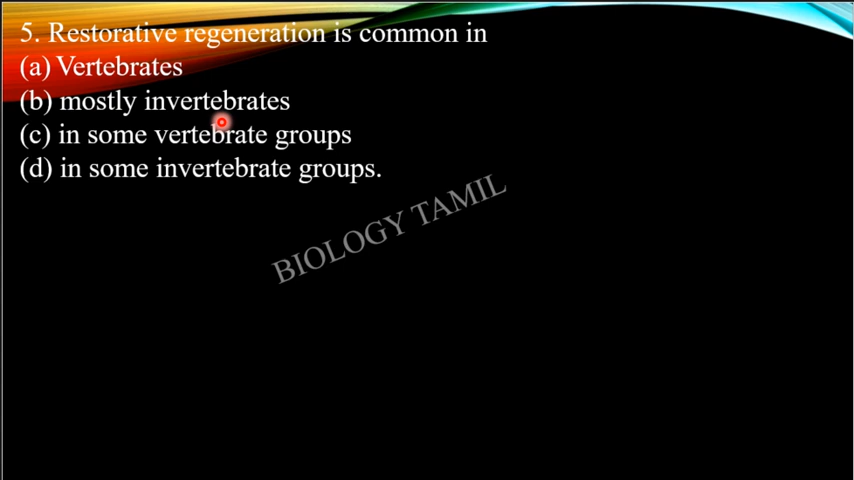 5. Restorative regeneration is common in
(a) Vertebrates
(b) mostly invertebrates
(c) in some vertebrate groups
(d) in some invertebrate groups.
BIOLOGY TAMIL